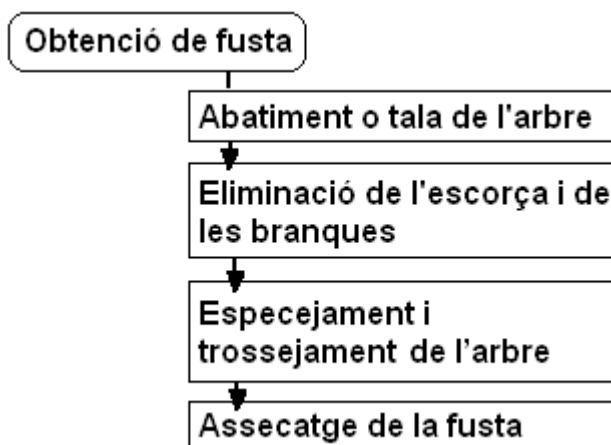 Obtenció de fusta
Abatiment o tala de l'arbre
Eliminació de l'escorça i de
les branques
Especejament i
trossejament de l’arbre
Assecatge de la fusta